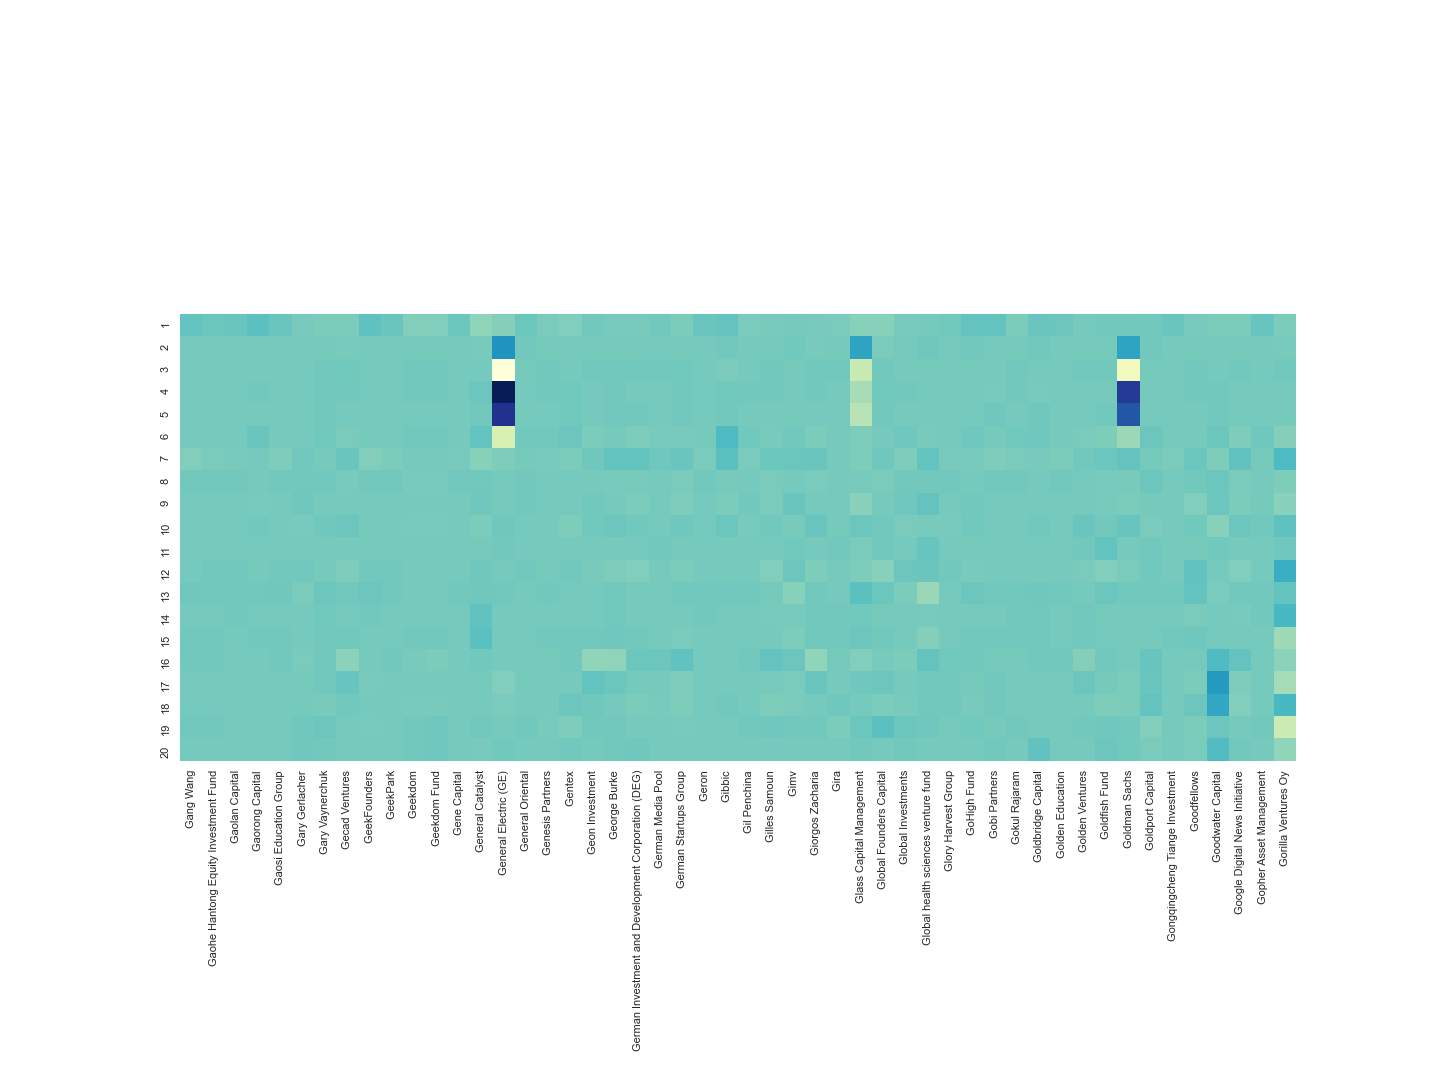 1
2
3
4
5
6
7
8
9
10
11
12
13
14
15
16
17
18
19
20
Gang Wang
Gaohe Hantong Equity Investment Fund
Gaolan Capital
Gaorong Capital
Gaosi Education Group
Gary Gerlacher
Gary Vaynerchuk
Gecad Ventures
GeekFounders
GeekPark
Geekdom
Geekdom Fund
Gene Capital
General Catalyst
General Electric (GE)
General Oriental
Genesis Partners
Gentex
Geon Investment
George Burke
German Investment and Development Corporation (DEG)
German Media Pool
German Startups Group
Geron
Gibbic
Gil Penchina
Gilles Samoun
Gimv
Giorgos Zacharia
Gira
Glass Capital Management
Global Founders Capital
Global Investments
Global health sciences venture fund
Glory Harvest Group
GoHigh Fund
Gobi Partners
Gokul Rajaram
Goldbridge Capital
Golden Education
Golden Ventures
Goldfish Fund
Goldman Sachs
Goldport Capital
Gongqingcheng Tiange Investment
Goodfellows
Goodwater Capital
Google Digital News Initiative
Gopher Asset Management
Gorilla Ventures Oy